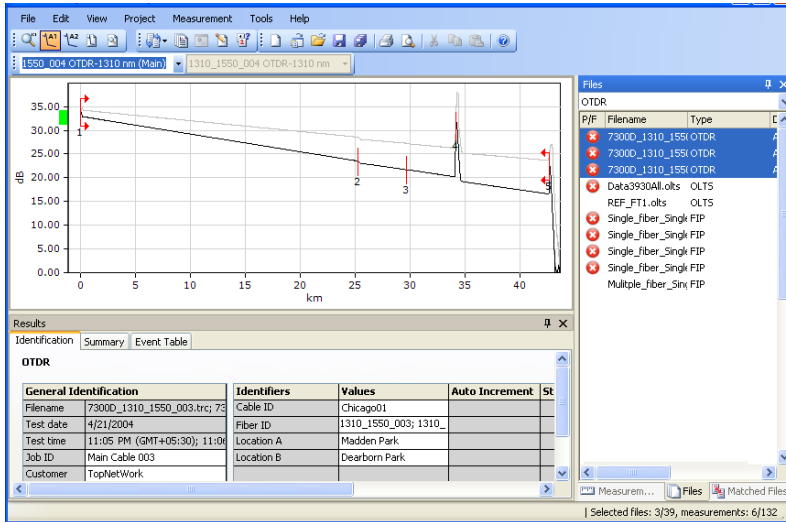 File Edit View Project Measurement Tools Help
1550_004 OTDR-1310 nm (Main) 1310_1550_004 OTDR-1310 nm
35.00
30.00
25.00
20.00
15.00
10.00
5.00
0.00
dB
1 2 3 4 5
0 5 10 15 20 25 30 35 40
km
Files
OTDR
P/F Filename Type D
7300D_1310_155( OTDR A
7300D_1310_155( OTDR A
7300D_1310_155( OTDR A
Data3930All.olts OLTS
REF_FT1.olts OLTS
Single_fiber_Single FIP
Single_fiber_Single FIP
Single_fiber_Single FIP
Single_fiber_Single FIP
Mulitple_fiber_Sin FIP
Measurem... Files Matched Files
Results
Identification Summary Event Table
OTDR
General Identification Identifiers Values Auto Increment St
Filename 7300D_1310_1550_003.trc; 73 Cable ID Chicago01
Test date 4/21/2004 Fiber ID 1310_1550_003; 1310_
Test time 11:05 PM (GMT+05:30); 11:06 Location A Madden Park
Job ID Main Cable 003 Location B Dearborn Park
Customer TopNetWork
Selected files: 3/39, measurements: 6/132